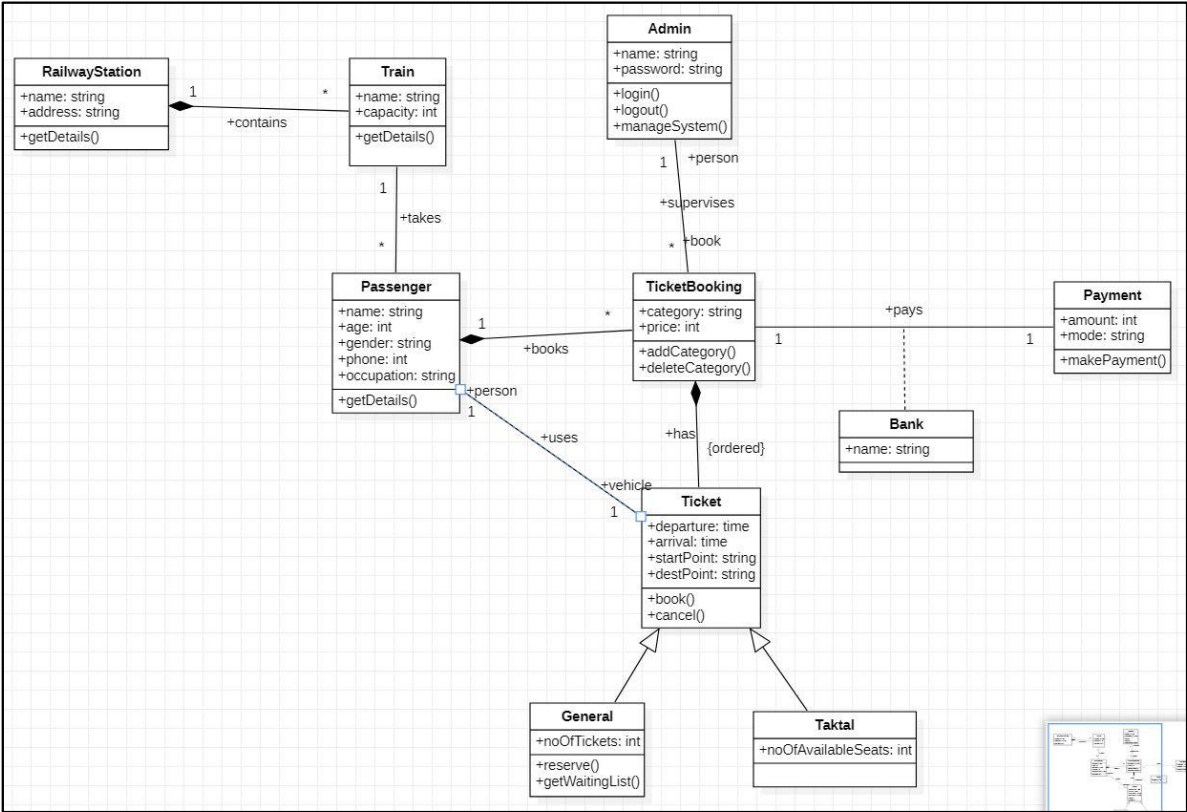 Admin
+name: string
+password: string
+login()
+logout()
+manageSystem()
RailwayStation
+name: string
+address: string
+getDetails()
1
*
+contains
Train
+name: string
+capacity: int
+getDetails()
1
+takes
*
1
+person
+supervises
*
+book
Passenger
+name: string
+age: int
+gender: string
+phone: int
+occupation: string
+getDetails()
1
*
+books
TicketBooking
+category: string
+price: int
+addCategory()
+deleteCategory()
+pays
1
1
Payment
+amount: int
+mode: string
+makePayment()
Bank
+name: string
+person
1
+uses
+vehicle
1
+has
{ordered}
Ticket
+departure: time
+arrival: time
+startPoint: string
+destPoint: string
+book()
+cancel()
General
+noOfTickets: int
+reserve()
+getWaitingList()
Taktal
+noOfAvailableSeats: int